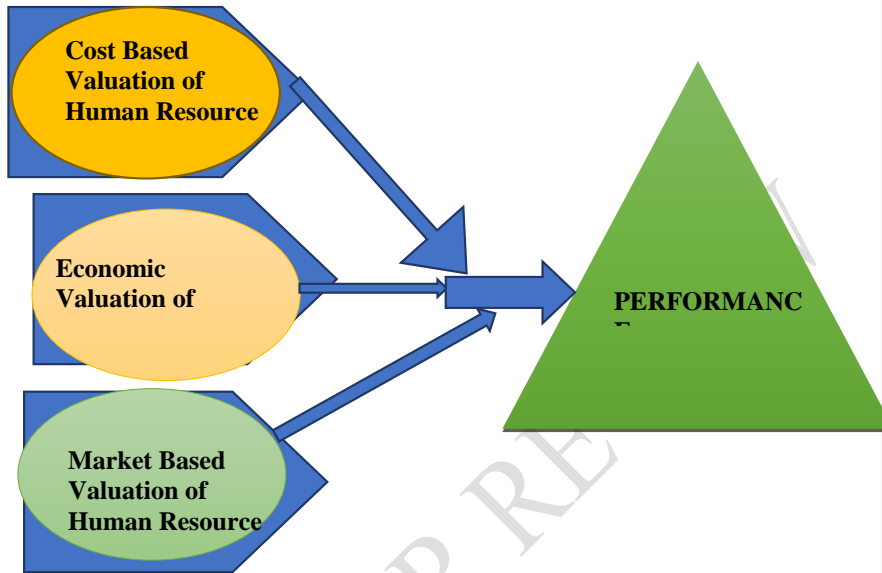 Cost Based
Valuation of
Human Resource
Economic
Valuation of
PERFORMANC
Market Based
Valuation of
Human Resource